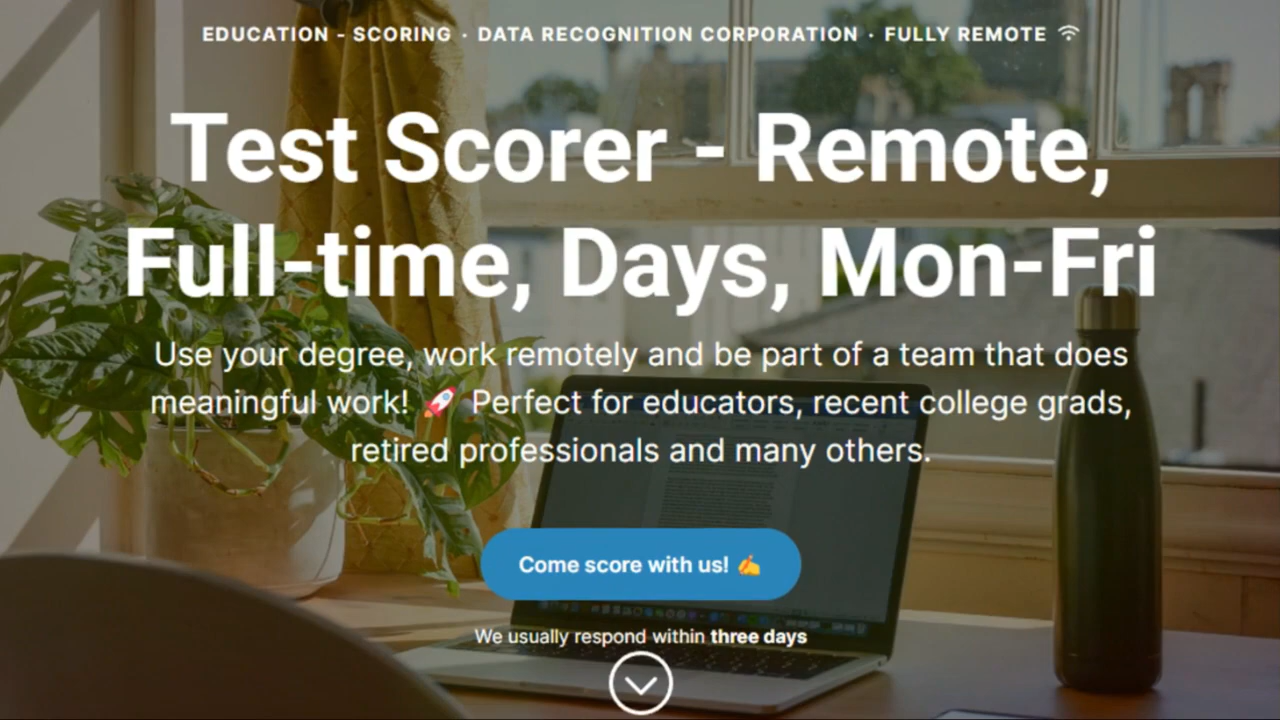 EDUCATION - SCORING · DATA RECOGNITION CORPORATION · FULLY REMOTE
Test Scorer - Remote,
Full-time, Days, Mon-Fri
Use your degree, work remotely and be part of a team that does
meaningful work! 🚀 Perfect for educators, recent college grads,
retired professionals and many others.
Come score with us! ✍️
We usually respond within three days